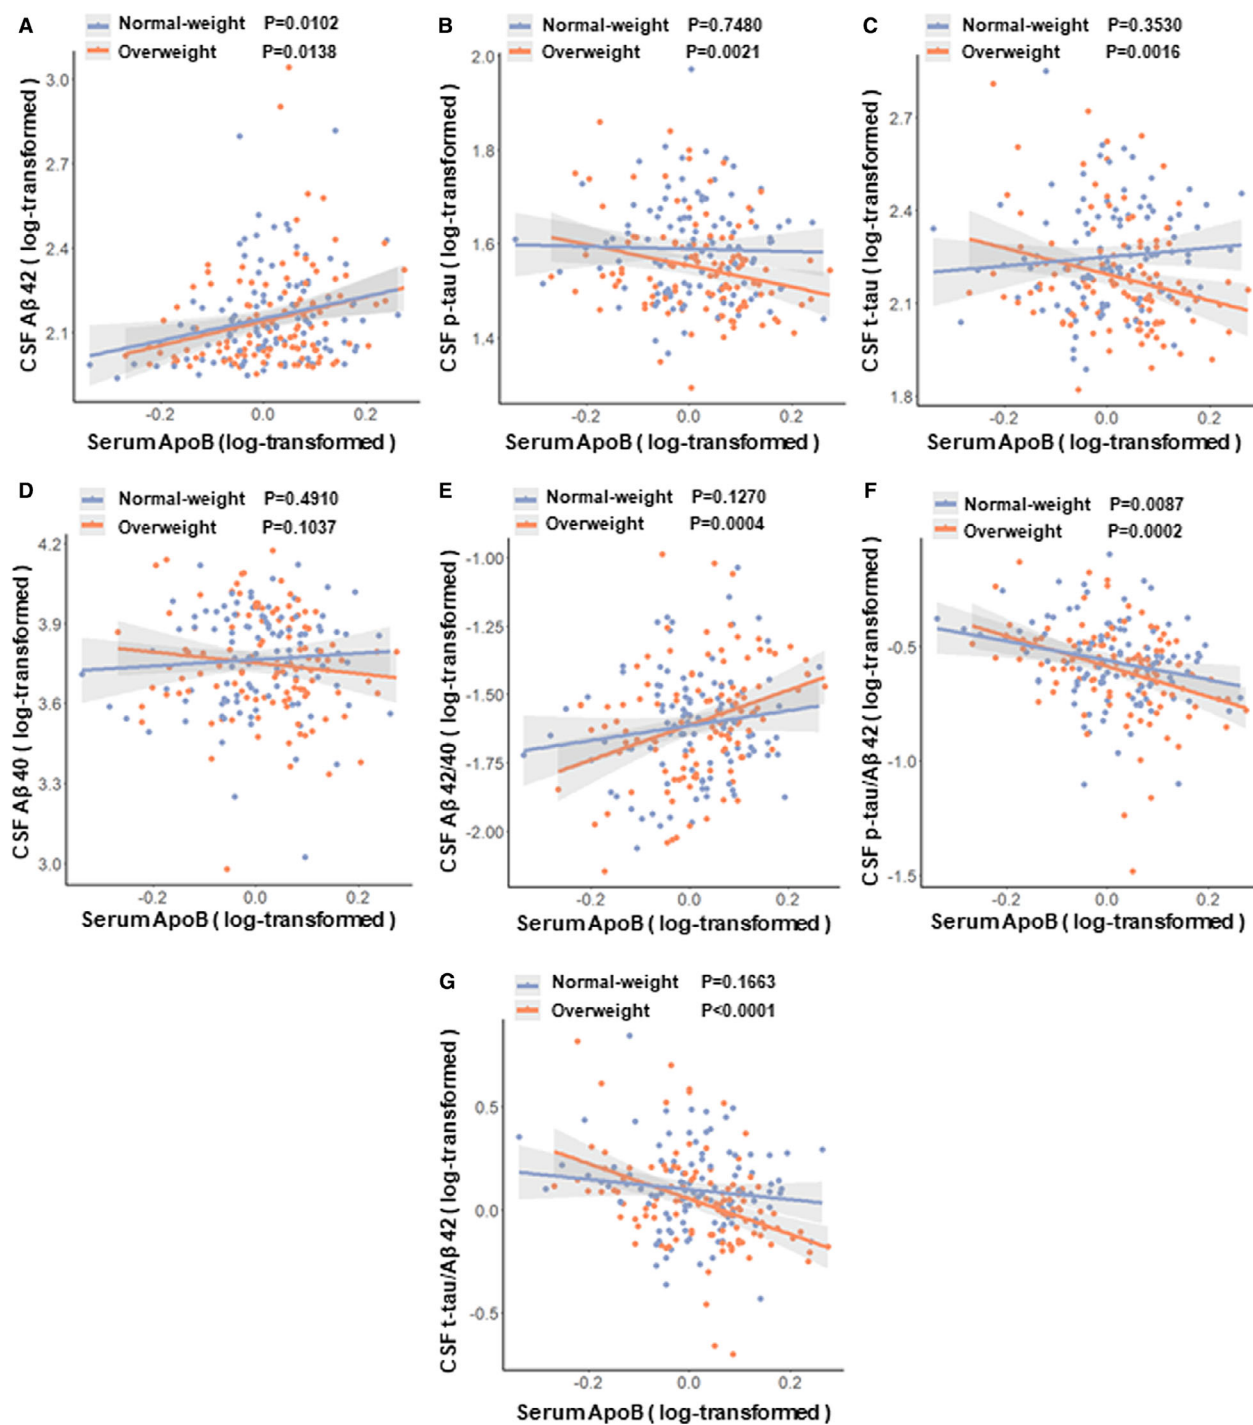 A
Normal-weight P=0.0102
Overweight P=0.0138
CSF Aβ 42 ( log-transformed )
3.0
2.7
2.4
2.1
-0.2 0.0 0.2
Serum ApoB (log-transformed )
B
Normal-weight P=0.7480
Overweight P=0.0021
CSF p-tau ( log-transformed )
2.0
1.8
1.6
1.4
-0.2 0.0 0.2
Serum ApoB ( log-transformed )
C
Normal-weight P=0.3530
Overweight P=0.0016
CSF t-tau ( log-transformed )
2.7
2.4
2.1
1.8
-0.2 0.0 0.2
Serum ApoB ( log-transformed )
D
Normal-weight P=0.4910
Overweight P=0.1037
CSF Aβ 40 ( log-transformed )
4.2
3.9
3.6
3.3
3.0
-0.2 0.0 0.2
Serum ApoB ( log-transformed )
E
Normal-weight P=0.1270
Overweight P=0.0004
CSF Aβ 42/40 ( log-transformed )
-1.00
-1.25
-1.50
-1.75
-2.00
-0.2 0.0 0.2
Serum ApoB ( log-transformed )
F
Normal-weight P=0.0087
Overweight P=0.0002
CSF p-tau/Aβ 42 ( log-transformed )
-0.5
-1.0
-1.5
-0.2 0.0 0.2
Serum ApoB ( log-transformed )
G
Normal-weight P=0.1663
Overweight P<0.0001
CSF t-tau/Aβ 42 ( log-transformed )
0.5
0.0
-0.5
-0.2 0.0 0.2
Serum ApoB ( log-transformed )